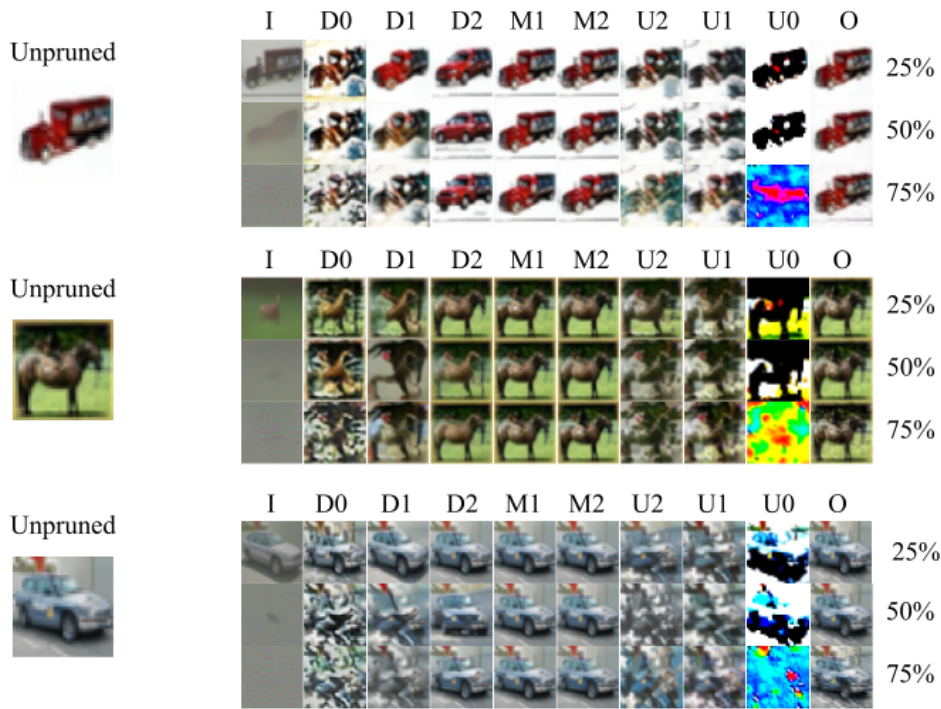 I D0 D1 D2 M1 M2 U2 U1 U0 O
Unpruned
25%
50%
75%
I D0 D1 D2 M1 M2 U2 U1 U0 O
Unpruned
25%
50%
75%
I D0 D1 D2 M1 M2 U2 U1 U0 O
Unpruned
25%
50%
75%